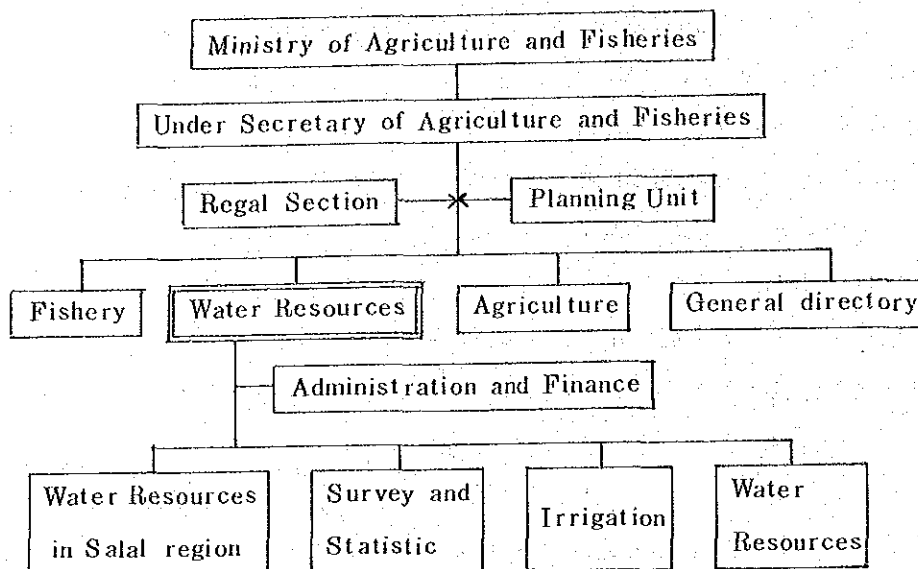 Ministry of Agriculture and Fisheries
Under Secretary of Agriculture and Fisheries
Regal Section
Planning Unit
Fishery
Water Resources
Agriculture
General directory
Administration and Finance
Water Resources
in Salal region
Survey and
Statistic
Irrigation
Water
Resources